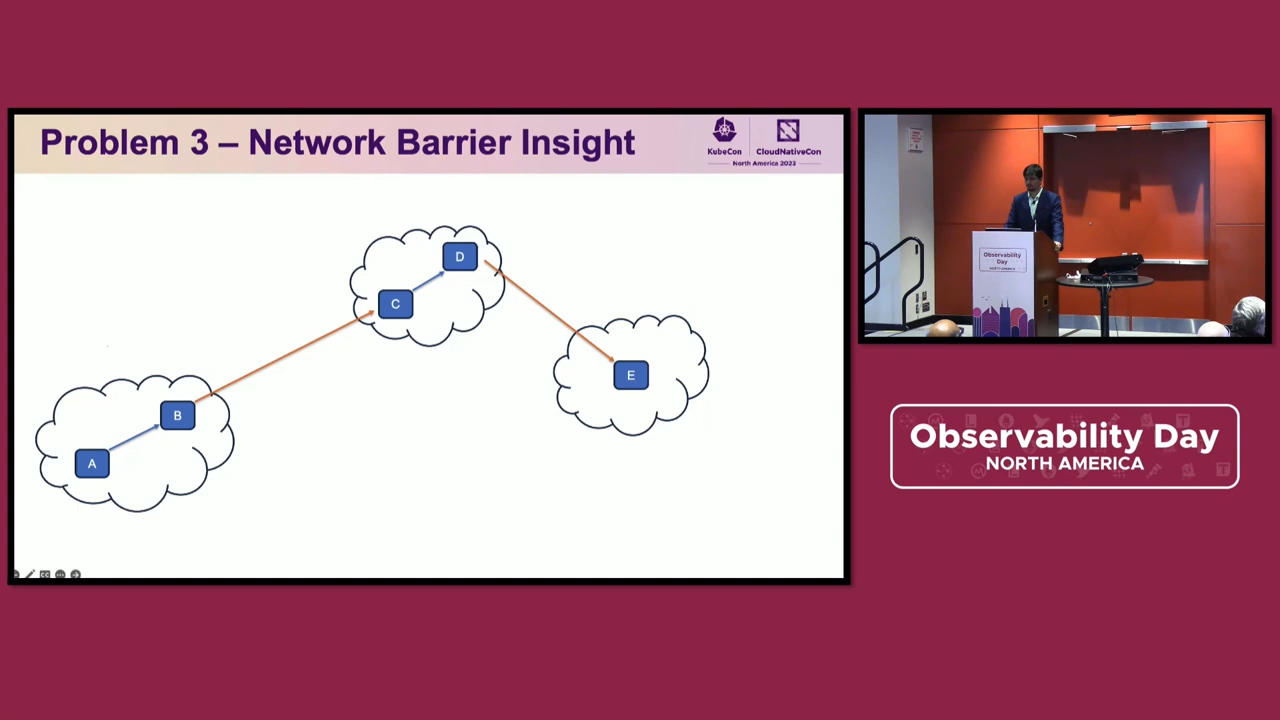 Problem 3 – Network Barrier Insight
KubeCon
CloudNativeCon
North America 2023
D
C
E
B
A
Observability
Day
NORTH AMERICA
Observability Day
NORTH AMERICA